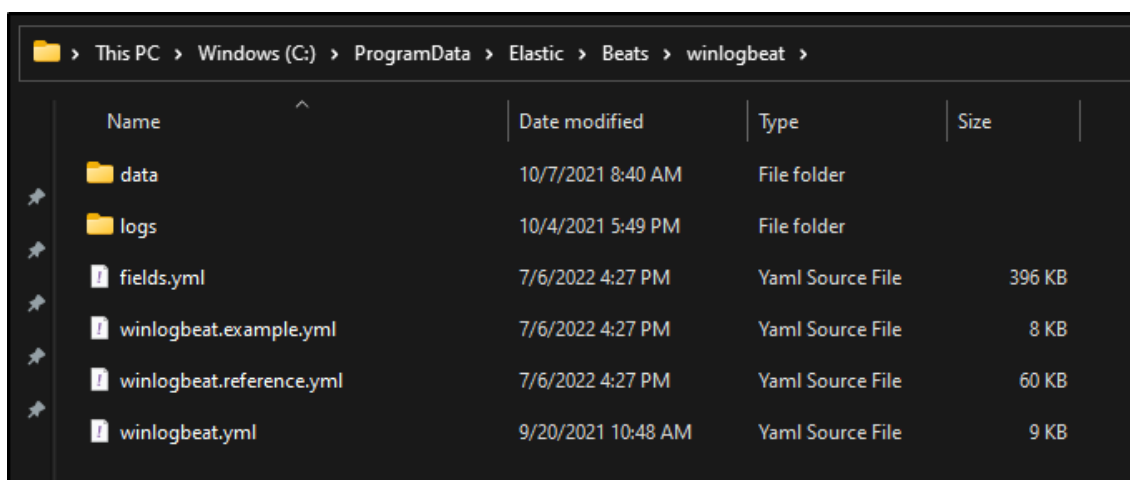 This PC > Windows (C:) > ProgramData > Elastic > Beats > winlogbeat >
Name Date modified Type Size
data 10/7/2021 8:40 AM File folder
logs 10/4/2021 5:49 PM File folder
fields.yml 7/6/2022 4:27 PM Yaml Source File 396 KB
winlogbeat.example.yml 7/6/2022 4:27 PM Yaml Source File 8 KB
winlogbeat.reference.yml 7/6/2022 4:27 PM Yaml Source File 60 KB
winlogbeat.yml 9/20/2021 10:48 AM Yaml Source File 9 KB